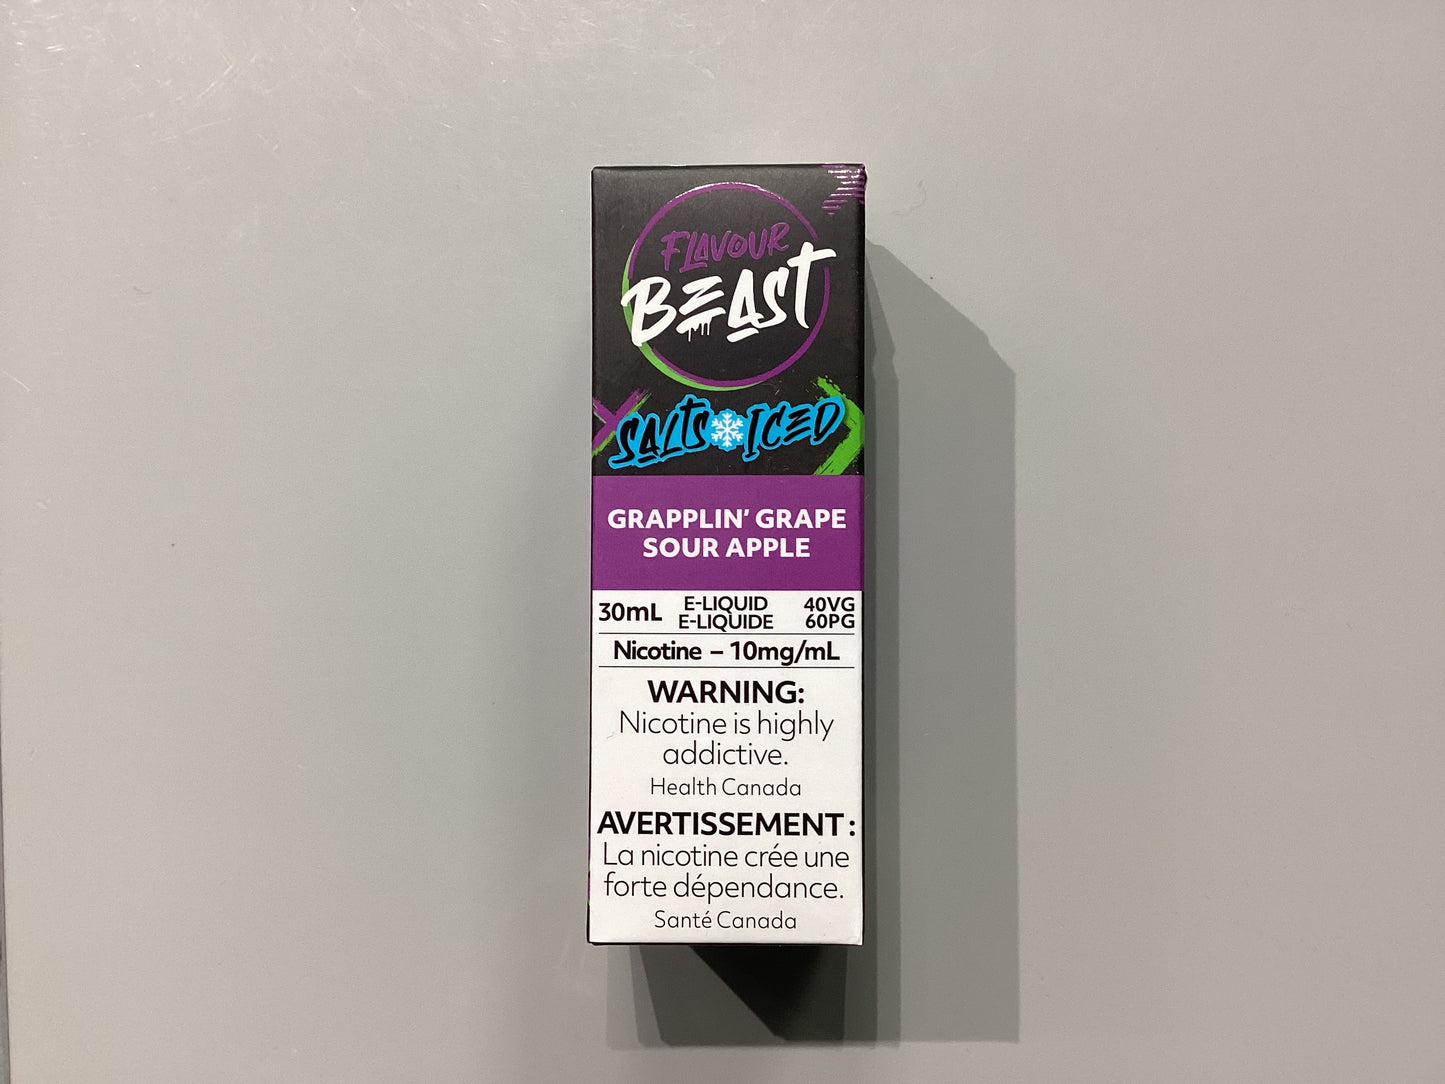 FLAVOUR
BEAST
SALTS ICED
GRAPPLIN’ GRAPE
SOUR APPLE
30mL E-LIQUID 40VG
E-LIQUIDE 60PG
Nicotine – 10mg/mL
WARNING:
Nicotine is highly
addictive.
Health Canada
AVERTISSEMENT :
La nicotine crée une
forte dépendance.
Santé Canada